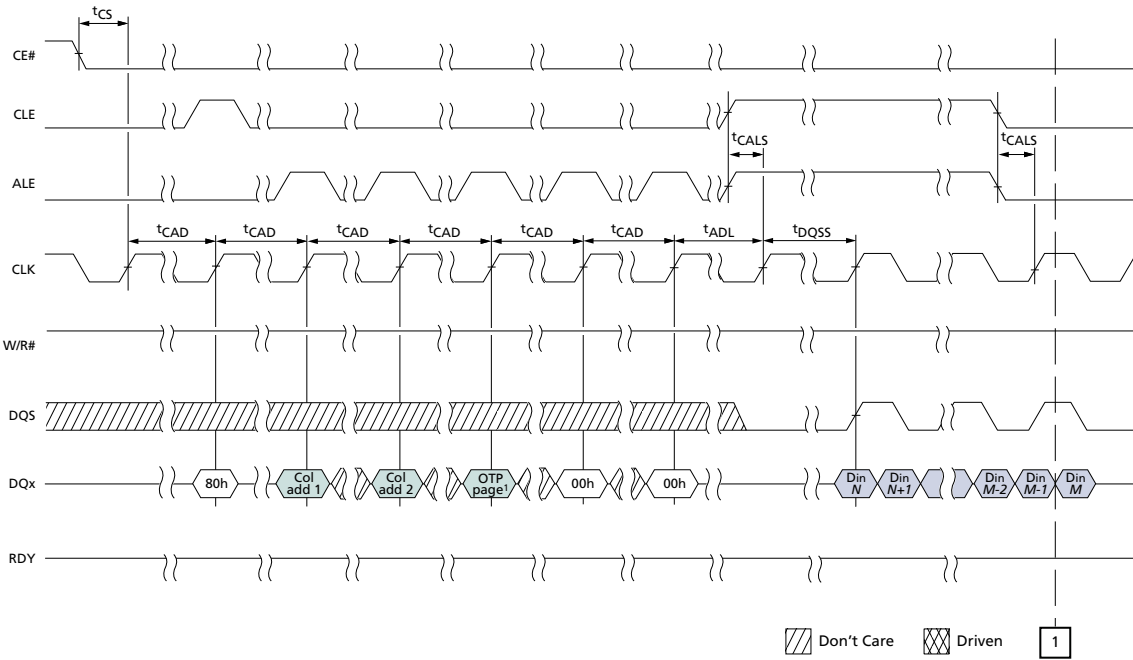 tCS
CE#
CLE
tCALS
tCALS
ALE
tCAD
tCAD
tCAD
tCAD
tCAD
tCAD
tADL
tDQSS
CLK
W/R#
DQS
DQx
80h
Col
add 1
Col
add 2
OTP
page1
00h
00h
Din
N
Din
N+1
Din
M-2
Din
M-1
Din
M
RDY
Don't Care
Driven
1